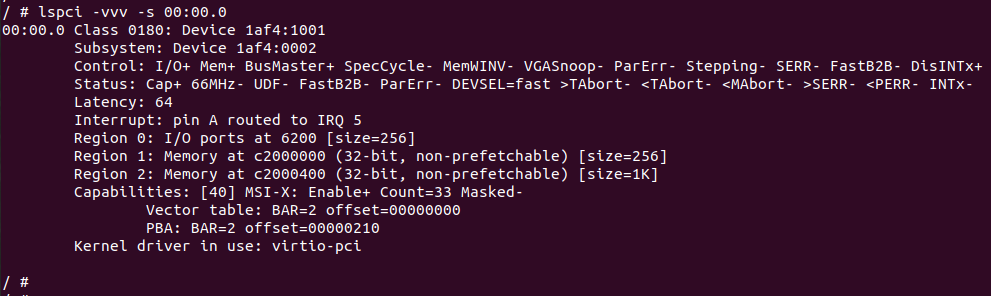 / # lspci -vvv -s 00:00.0
00:00.0 Class 0180: Device 1af4:1001
Subsystem: Device 1af4:0002
Control: I/O+ Mem+ BusMaster+ SpecCycle- MemWINV- VGASnoop- ParErr- Stepping- SERR- FastB2B- DisINTx+
Status: Cap+ 66MHz- UDF- FastB2B- ParErr- DEVSEL=fast >TAbort- <TAbort- <MAbort- >SERR- <PERR- INTx-
Latency: 64
Interrupt: pin A routed to IRQ 5
Region 0: I/O ports at 6200 [size=256]
Region 1: Memory at c2000000 (32-bit, non-prefetchable) [size=256]
Region 2: Memory at c2000400 (32-bit, non-prefetchable) [size=1K]
Capabilities: [40] MSI-X: Enable+ Count=33 Masked-
Vector table: BAR=2 offset=00000000
PBA: BAR=2 offset=00000210
Kernel driver in use: virtio-pci
/ #